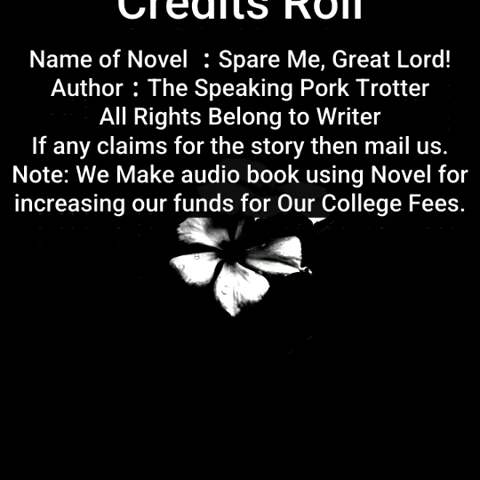 Credits Roll
Name of Novel ：Spare Me, Great Lord!
Author：The Speaking Pork Trotter
All Rights Belong to Writer
If any claims for the story then mail us.
Note: We Make audio book using Novel for
increasing our funds for Our College Fees.